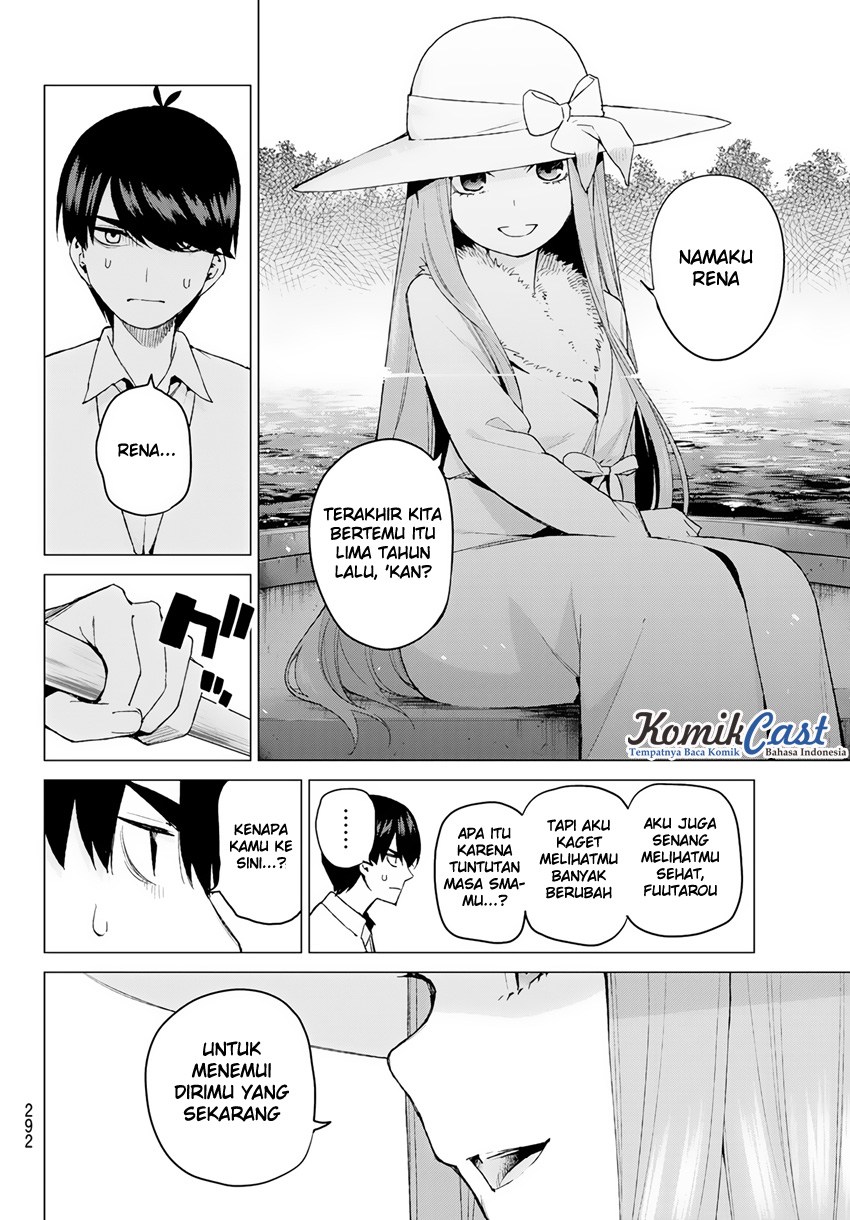 NAMAKU
RENA
TERAKHIR KITA
BERTEMU ITU
LIMA TAHUN
LALU, 'KAN?
RENA...
グッ
KomikCast
Tempatnya Baca Komik Bahasa Indonesia
AKU JUGA
SENANG
MELIHATMU
SEHAT,
FUUTAROU
TAPI AKU
KAGET
MELIHATMU
BANYAK
BERUBAH
APA ITU
KARENA
TUNTUTAN
MASA SMA-
MU...?
......
KENAPA
KAMU KE
SINI...?
UNTUK
MENEMUI
DIRIMU YANG
SEKARANG
292